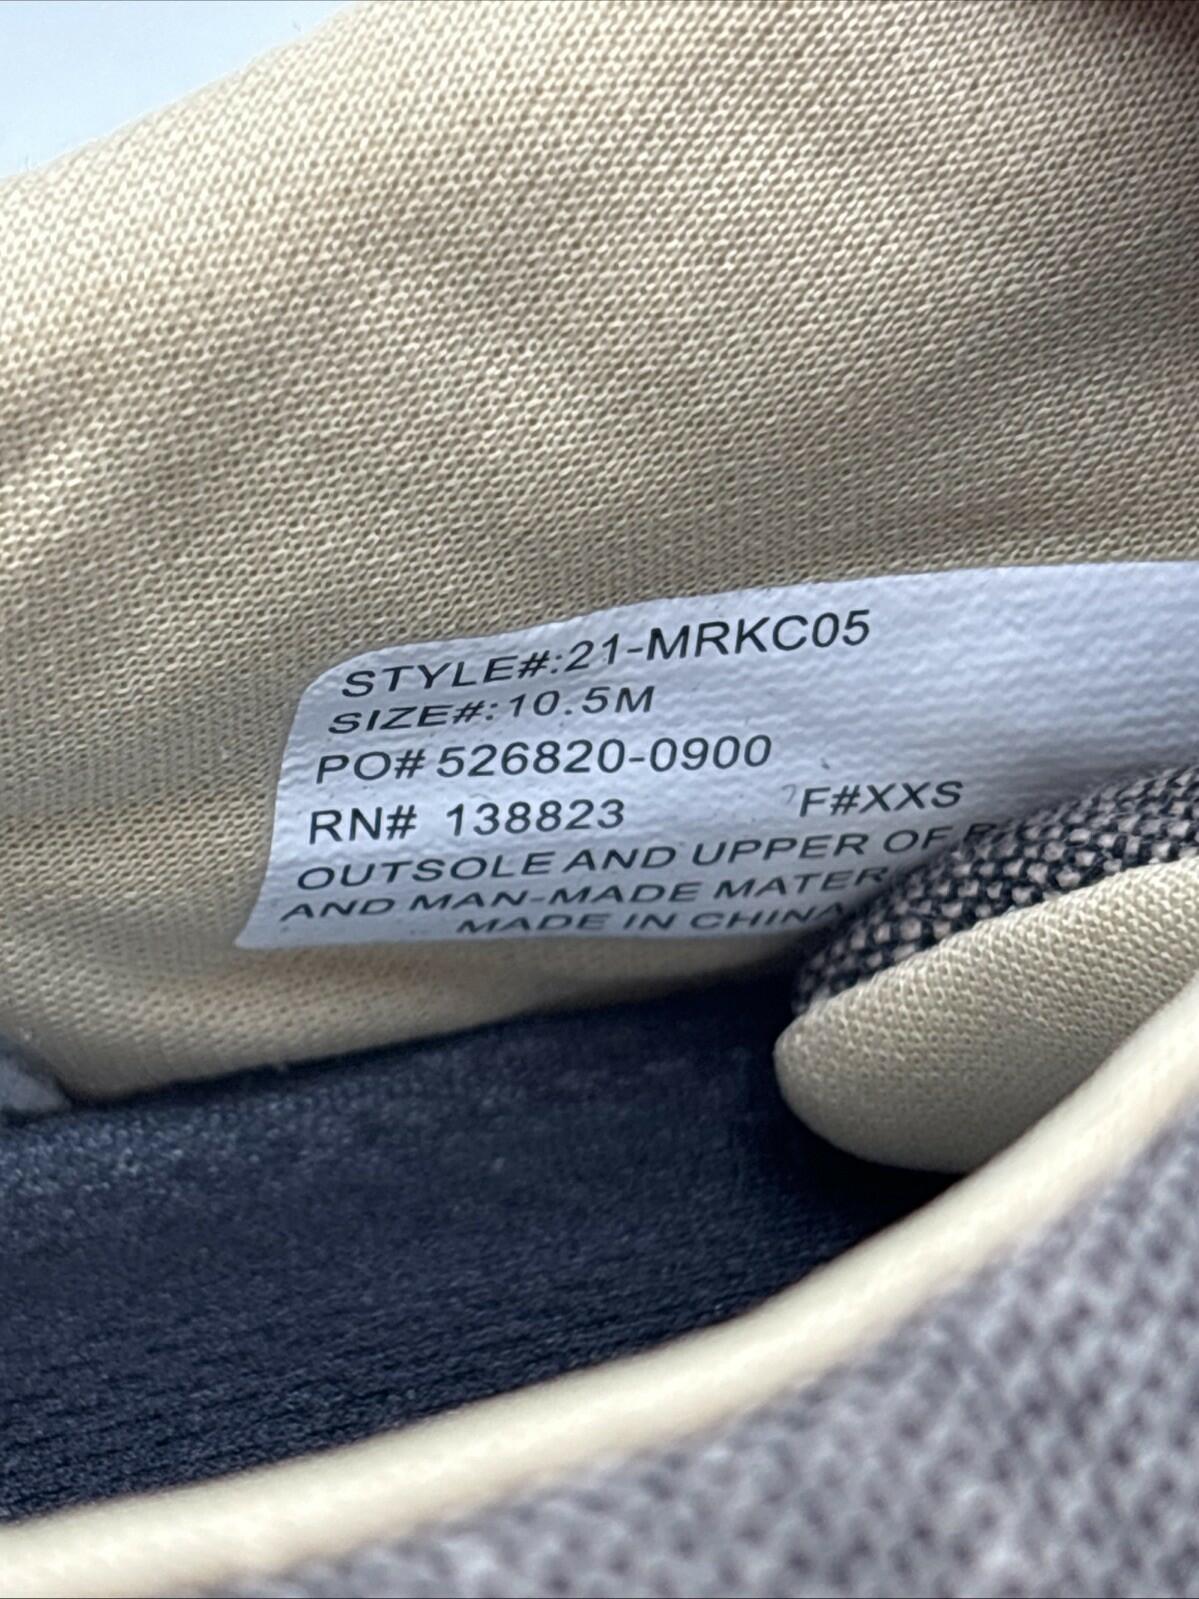 STYLE#:21-MRKC05
SIZE#:10.5M
PO# 526820-0900
RN# 138823 F#XXS
OUTSOLE AND UPPER OF
AND MAN-MADE
MADE IN CHINA